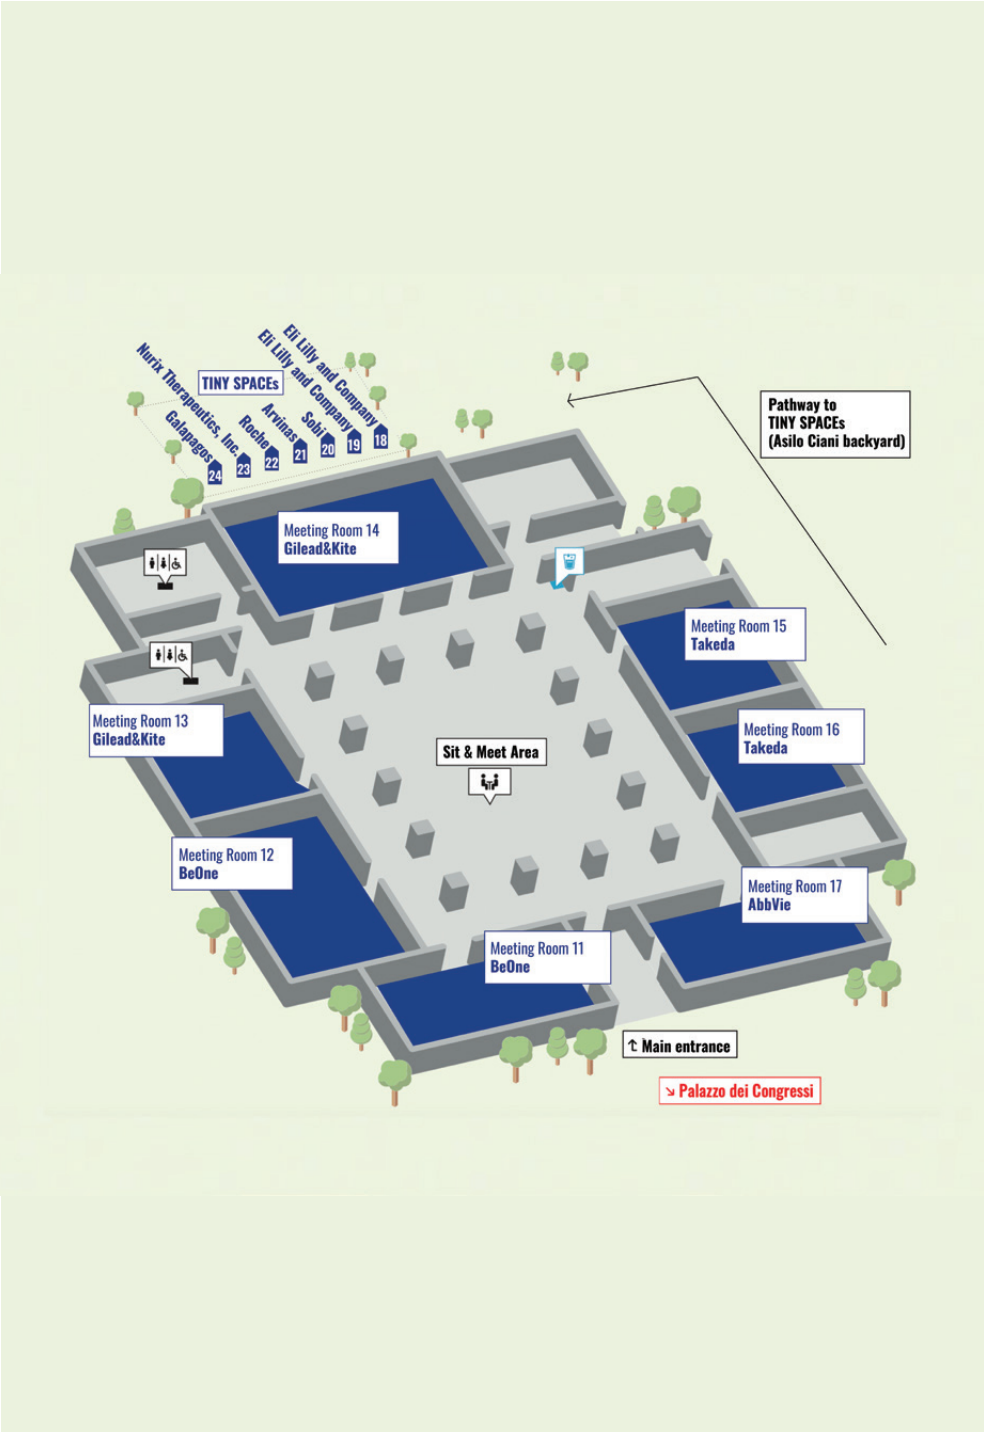 Eli Lilly and Company
Eli Lilly and Company
Nurix Therapeutics, Inc.
TINY SPACEs
Arvinas
Sobi
Roche
Galapagos
18
19
20
21
22
23
24
Pathway to
TINY SPACEs
(Asilo Ciani backyard)
Meeting Room 14
Gilead&Kite
Meeting Room 15
Takeda
Meeting Room 13
Gilead&Kite
Meeting Room 16
Takeda
Sit & Meet Area
Meeting Room 12
BeOne
Meeting Room 17
AbbVie
Meeting Room 11
BeOne
Main entrance
Palazzo dei Congressi